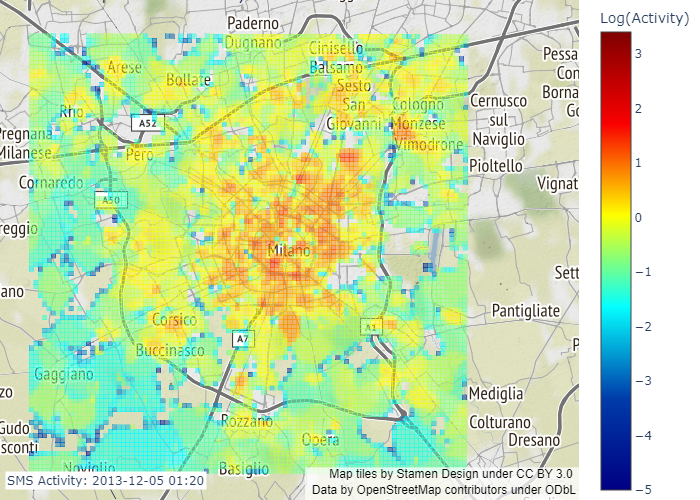 Paderno
Dugnano
Cinisello
Balsamo
Log(Activity)
Arese
Bollate
Sesto
San
Giovanni
Pessa
Con
Borna
Go
Rho
A52
Cologno
Monzese
Vimodrone
Cernusco
sul
Naviglio
Pregnana
Milanese
Pero
Pioltello
Cornaredo
A50
Vignat
reggio
Milano
Sett
ano
Corsico
A7
A1
Pantigliate
P
Buccinasco
Gaggiano
zo
Mediglia
Gudo
sconti
Rozzano
Opera
Colturano
Dresano
Noviglio
Basiglio
3
2
1
0
−1
−2
−3
−4
−5
SMS Activity: 2013-12-05 01:20
Map tiles by Stamen Design under CC BY 3.0
Data by OpenStreetMap contributors under ODbL